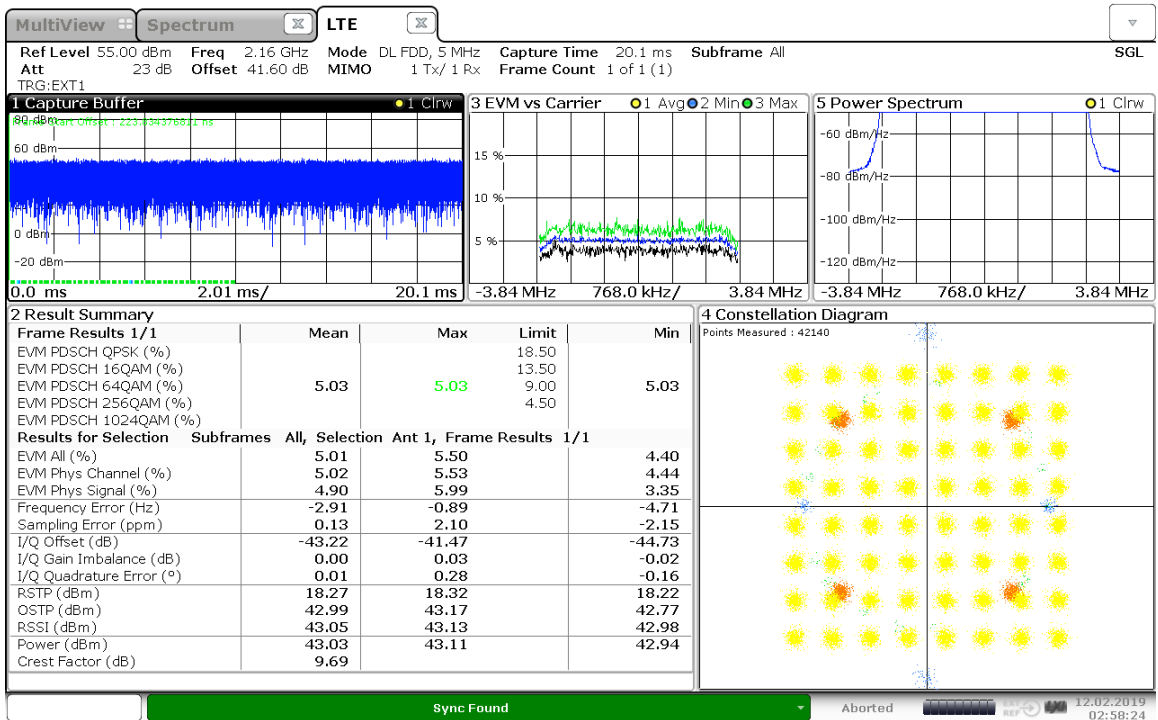 MultiView Spectrum X LTE X
Ref Level 55.00 dBm Freq 2.16 GHz Mode DL FDD, 5 MHz Capture Time 20.1 ms Subframe All SGL
Att 23 dB Offset 41.60 dB MIMO 1 Tx/ 1 Rx Frame Count 1 of 1 (1)
TRG:EXT1
1 Capture Buffer 1 Clrw
80 dBm
Frame Start Offset : 223.834376811 ns
60 dBm
0 dBm
-20 dBm
0.0 ms 2.01 ms/ 20.1 ms
3 EVM vs Carrier 1 Avg 2 Min 3 Max
15 %
10 %
5 %
-3.84 MHz 768.0 kHz/ 3.84 MHz
5 Power Spectrum 1 Clrw
-60 dBm/Hz
-80 dBm/Hz
-100 dBm/Hz
-120 dBm/Hz
-3.84 MHz 768.0 kHz/ 3.84 MHz
2 Result Summary
Frame Results 1/1 Mean Max Limit Min
EVM PDSCH QPSK (%) 18.50
EVM PDSCH 16QAM (%) 13.50
EVM PDSCH 64QAM (%) 5.03 5.03 9.00 5.03
EVM PDSCH 256QAM (%) 4.50
EVM PDSCH 1024QAM (%)
Results for Selection Subframes All, Selection Ant 1, Frame Results 1/1
EVM All (%) 5.01 5.50 4.40
EVM Phys Channel (%) 5.02 5.53 4.44
EVM Phys Signal (%) 4.90 5.99 3.35
Frequency Error (Hz) -2.91 -0.89 -4.71
Sampling Error (ppm) 0.13 2.10 -2.15
I/Q Offset (dB) -43.22 -41.47 -44.73
I/Q Gain Imbalance (dB) 0.00 0.03 -0.02
I/Q Quadrature Error (°) 0.01 0.28 -0.16
RSTP (dBm) 18.27 18.32 18.22
OSTP (dBm) 42.99 43.17 42.77
RSSI (dBm) 43.05 43.13 42.98
Power (dBm) 43.03 43.11 42.94
Crest Factor (dB) 9.69
4 Constellation Diagram
Points Measured : 42140
Sync Found
Aborted
EXT
REF
12.02.2019
02:58:24